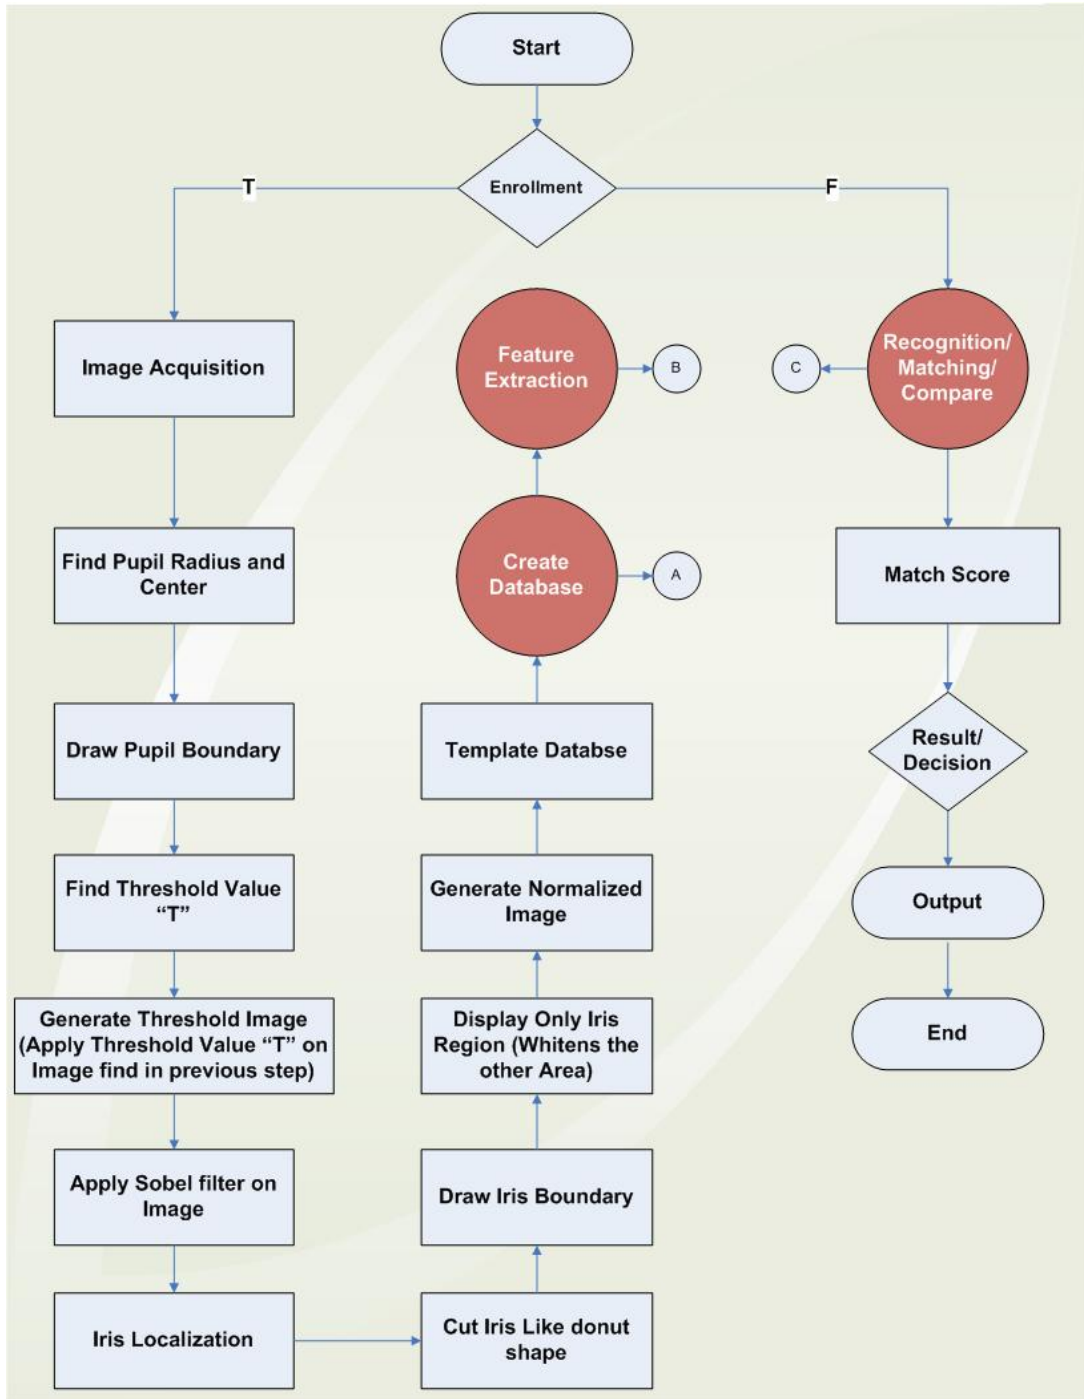 Start
Enrollment
T
F
Image Acquisition
Find Pupil Radius and
Center
Draw Pupil Boundary
Find Threshold Value
“T”
Generate Threshold Image
(Apply Threshold Value “T” on
Image find in previous step)
Apply Sobel filter on
Image
Iris Localization
Cut Iris Like donut
shape
Draw Iris Boundary
Display Only Iris
Region (Whitens the
other Area)
Generate Normalized
Image
Template Databse
Create
Database
A
Feature
Extraction
B
Recognition/
Matching/
Compare
C
Match Score
Result/
Decision
Output
End